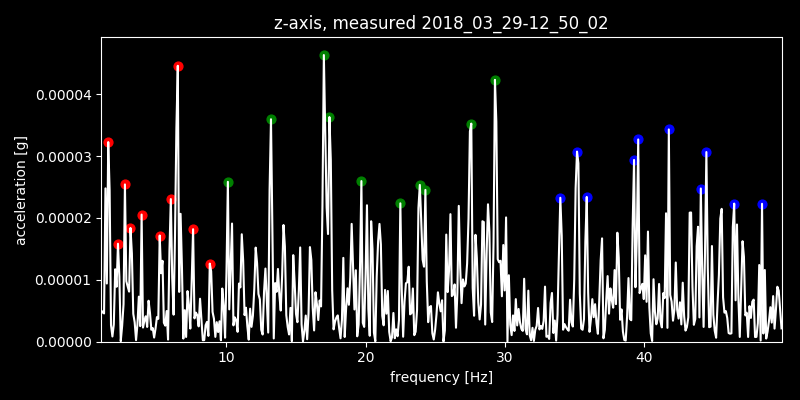 z-axis, measured 2018_03_29-12_50_02
acceleration [g]
0.00004
0.00003
0.00002
0.00001
0.00000
10 20 30 40
frequency [Hz]